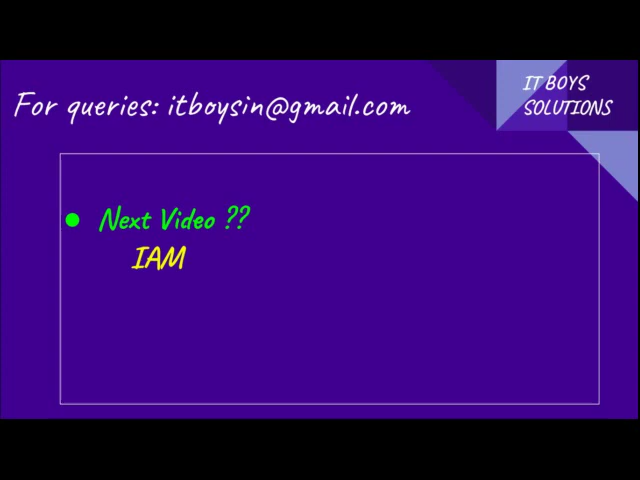 For queries: itboysin@gmail.com
IT BOYS
SOLUTIONS
● Next Video ??
IAM